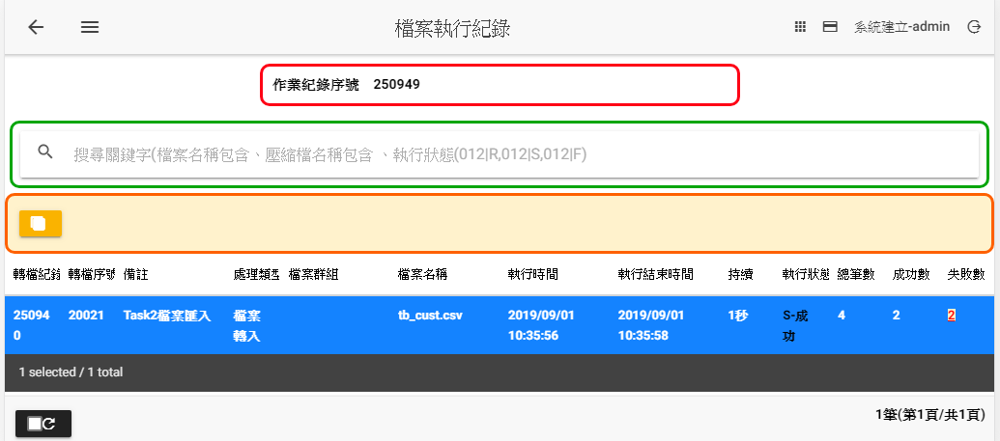 檔案執行紀錄
系統建立-admin
作業紀錄序號 250949
搜尋關鍵字(檔案名稱包含、壓縮檔名稱包含 、執行狀態(012|R,012|S,012|F)
轉檔紀錄 轉檔序號 備註 處理類型 檔案群組 檔案名稱 執行時間 執行結束時間 持續 執行狀態 總筆數 成功數 失敗數
25094 20021 Task2檔案匯入 檔案 tb_cust.csv 2019/09/01 2019/09/01 1秒 S-成 4 2 2
0 轉入 10:35:56 10:35:58 功
1 selected / 1 total
1筆(第1頁/共1頁)